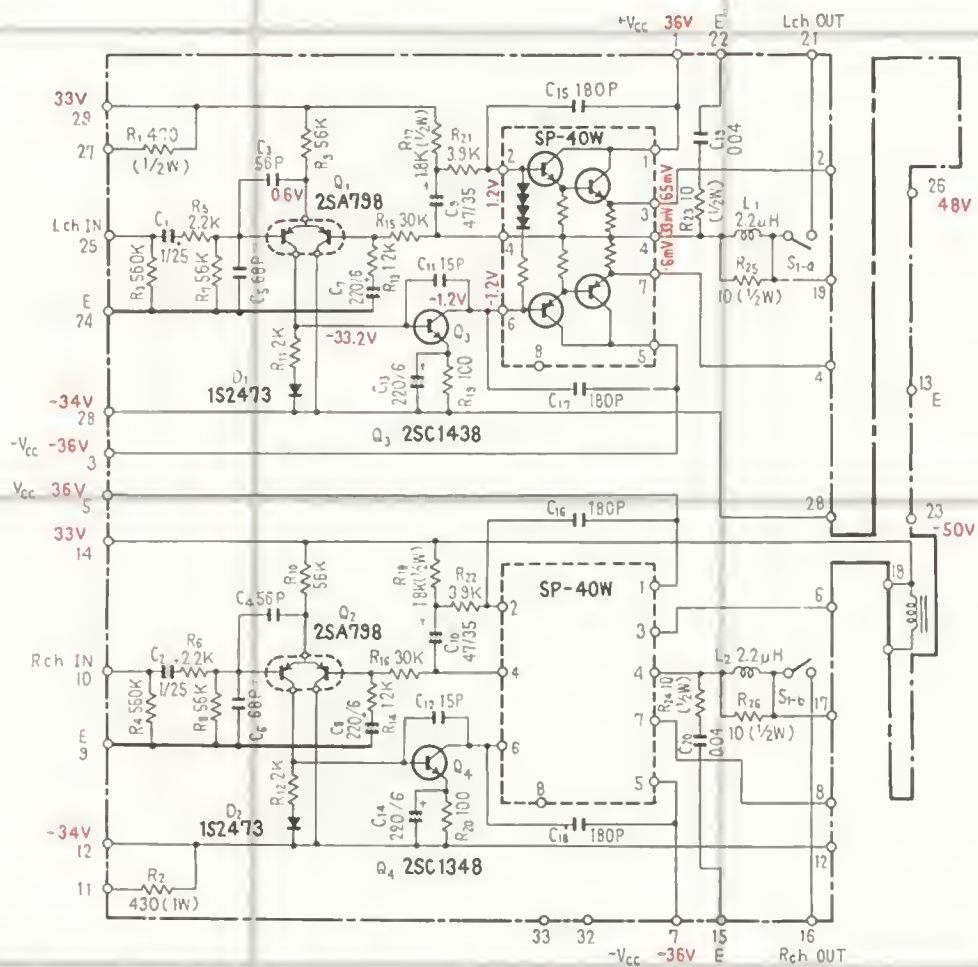 +Vcc 36V E Lch OUT
1 22 21
33V
29
27
R1 470
(1/2W)
C3
56P
R9 56K
0.6V
Q1
2SA798
R17
1.8K(1/2W)
R21
3.9K
C15 180P
SP-40W
C9
47/35
2
1.2V
1
3
65mV
33mV
C19
0.04
R23 10
(1/2W)
2
26
48V
Lch IN
25
C1
1/25
R5
2.2K
R3 560K
R7 56K
C5 68P
R15 30K
C7
220/6
R13 1.2K
C11 15P
-1.2V
4
4
L1
2.2μH
S1-a
R25
10 (1/2W)
19
E
24
R11 2K
-33.2V
Q3
-1.2V
6
7
5
8
4
13
E
D1
1S2473
C13
220/6
R19 100
C17 180P
-34V
28
Q3 2SC1438
-Vcc -36V
3
Vcc 36V
5
28
23
-50V
33V
14
R10
56K
C4 56P
Q2
2SA798
R18
1.8K(1/2W)
R22
3.9K
C16 180P
SP-40W
C10
47/35
2
1
3
6
18
Rch IN
10
C2
1/25
R6
2.2K
R4 560K
R8 56K
C6 68P
R16 30K
C8
220/6
R14 1.2K
C12 15P
4
4
L2 2.2μH
S1-b
17
R24 10
(1/2W)
R26
10 (1/2W)
E
9
R12 2K
Q4
6
7
5
8
C20
0.04
8
D2
1S2473
C14
220/6
R20 100
C18 180P
-34V
12
12
Q4 2SC1348
11
R2
430(1W)
33 32 7 15 16
-Vcc -36V E Rch OUT